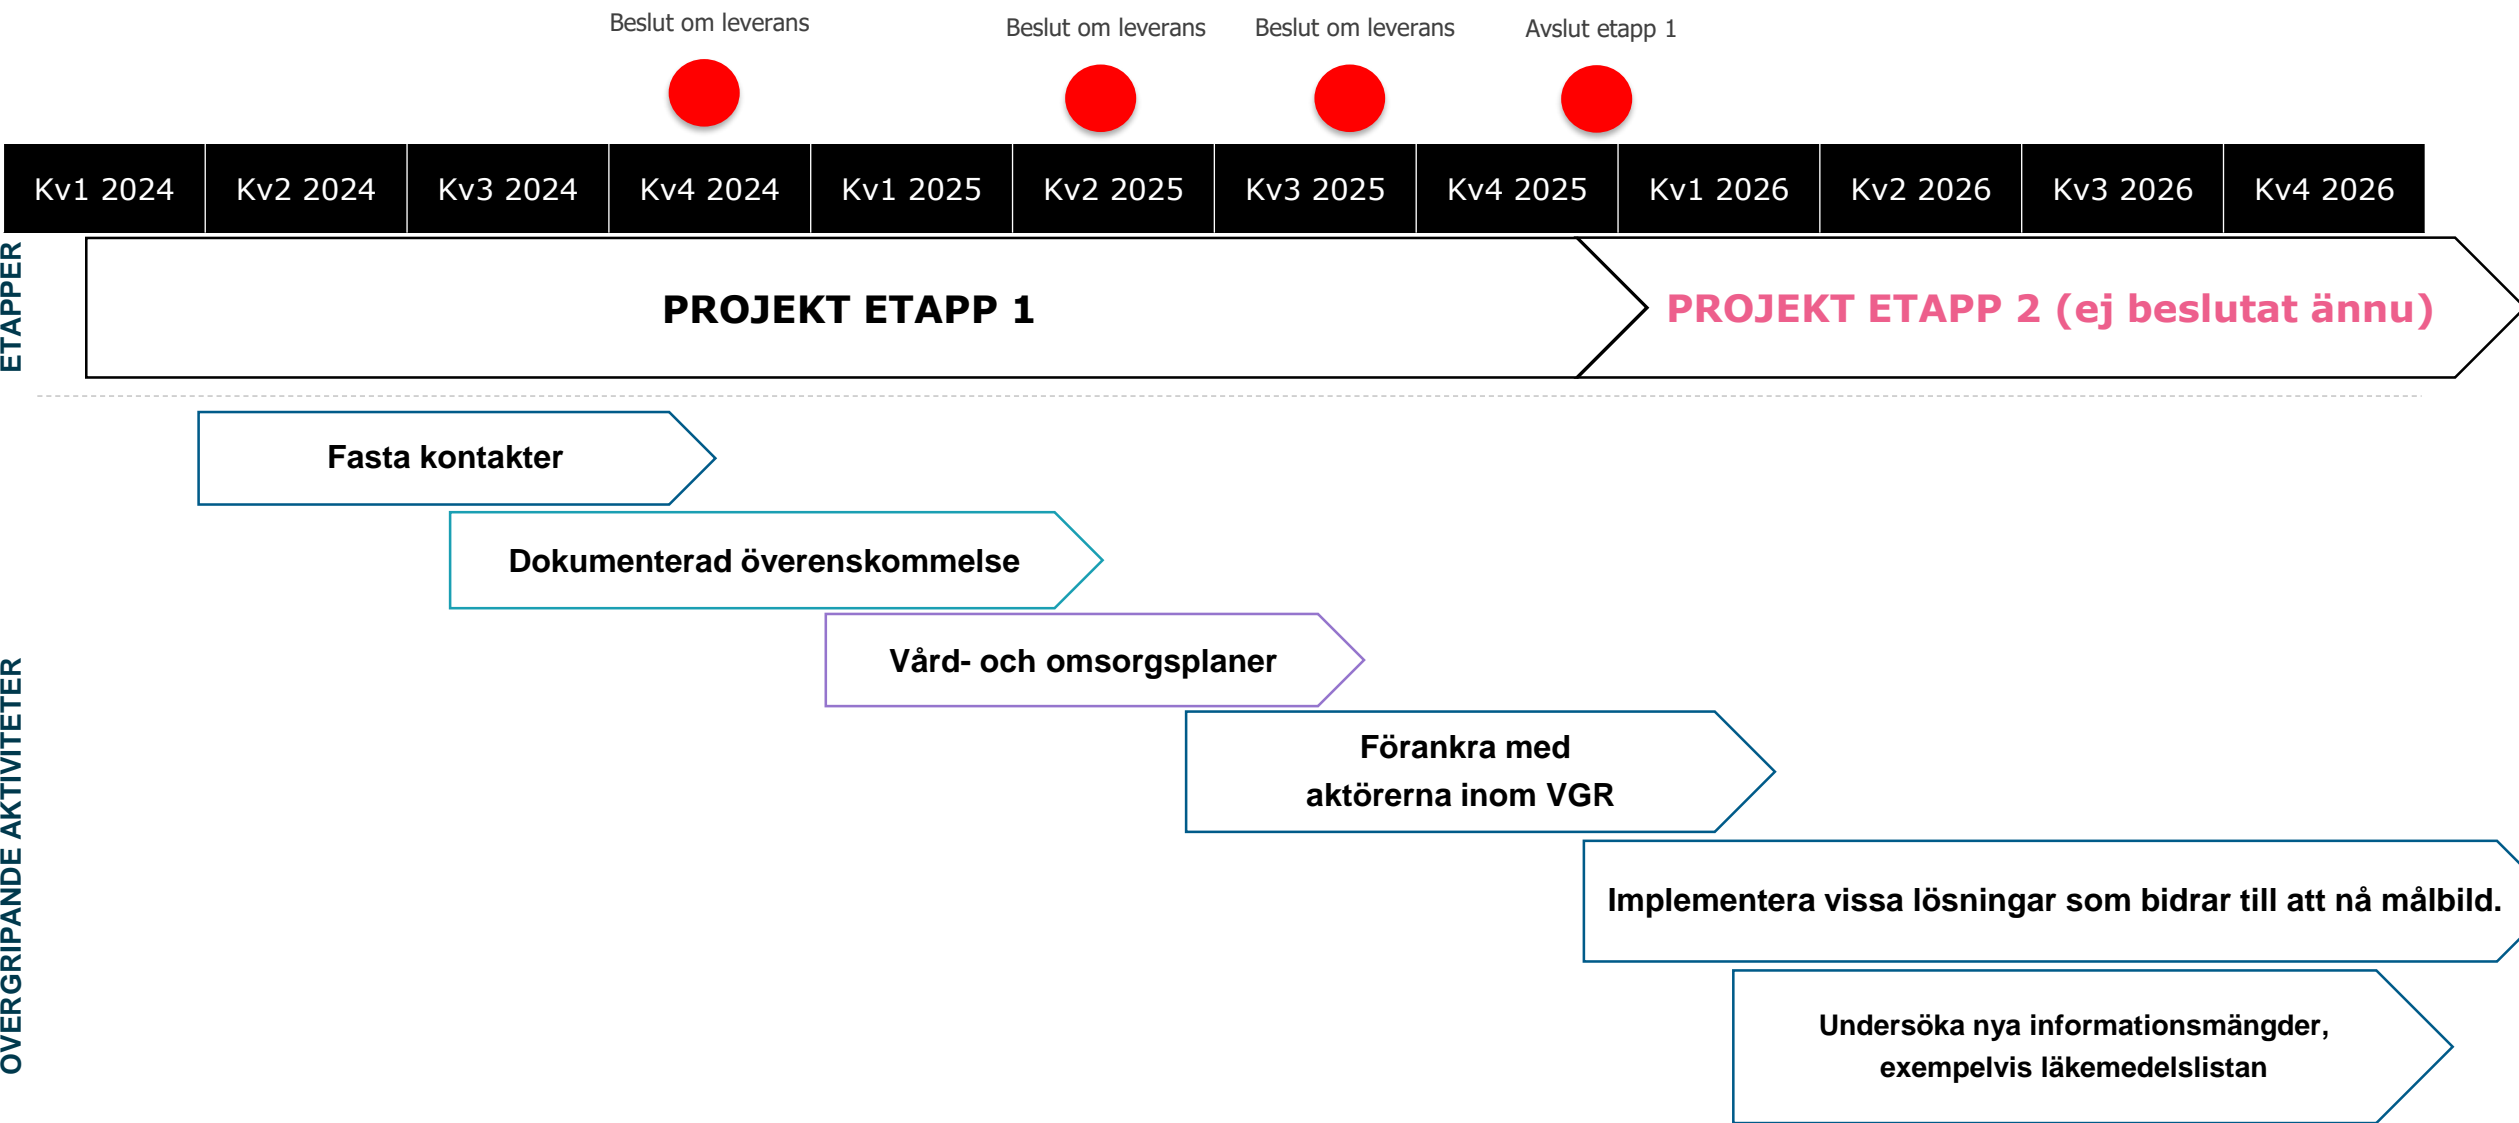 Beslut om leverans
Beslut om leverans
Beslut om leverans
Avslut etapp 1
Kv1 2024
Kv2 2024
Kv3 2024
Kv4 2024
Kv1 2025
Kv2 2025
Kv3 2025
Kv4 2025
Kv1 2026
Kv2 2026
Kv3 2026
Kv4 2026
ETAPPER
PROJEKT ETAPP 1
PROJEKT ETAPP 2 (ej beslutat ännu)
Fasta kontakter
Dokumenterad överenskommelse
Vård- och omsorgsplaner
ÖVERGRIPANDE AKTIVITETER
Förankra med
aktörerna inom VGR
Implementera vissa lösningar som bidrar till att nå målbild.
Undersöka nya informationsmängder,
exempelvis läkemedelslistan